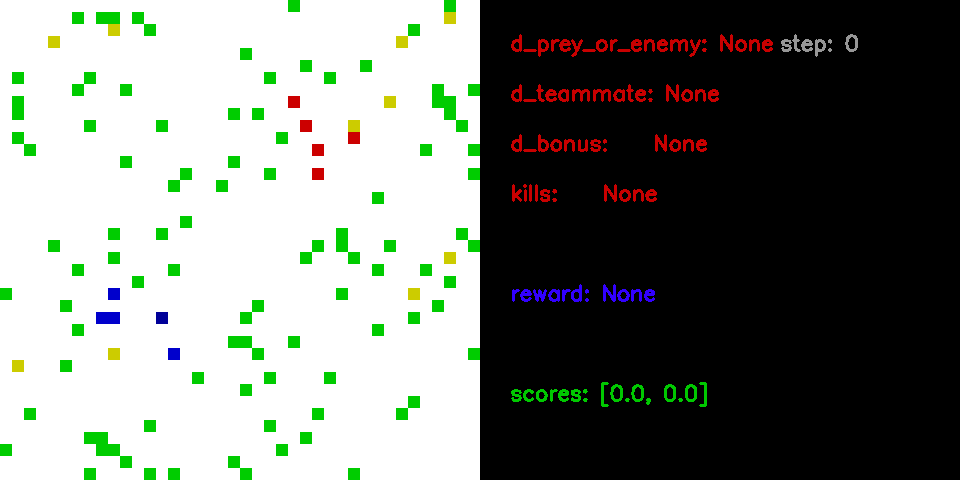 d_prey_or_enemy: None step: 0
d_teammate: None
d_bonus: None
kills: None
reward: None
scores: [0.0, 0.0]